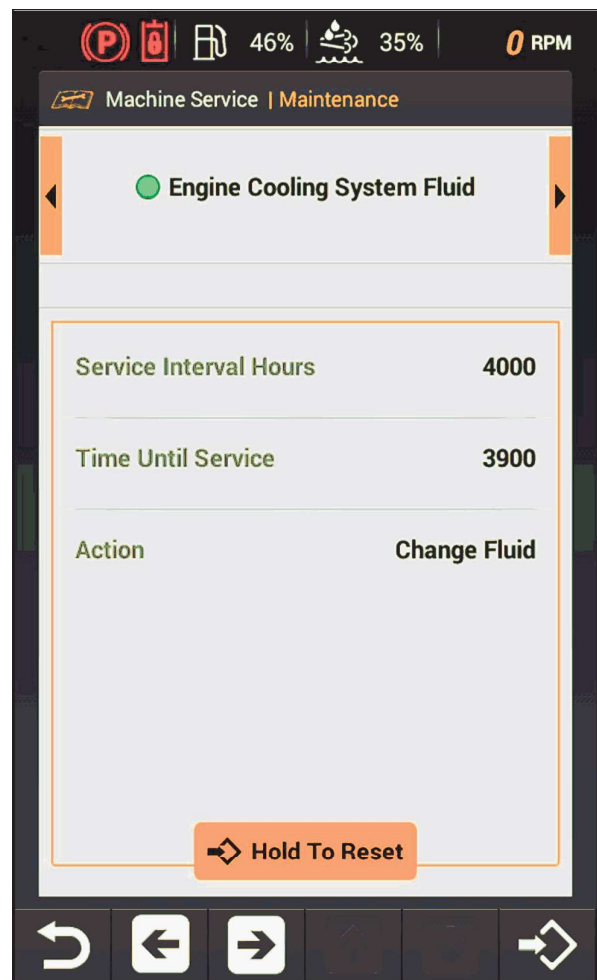 P 46% 35% 0 RPM
Machine Service | Maintenance
Engine Cooling System Fluid
Service Interval Hours 4000
Time Until Service 3900
Action Change Fluid
Hold To Reset